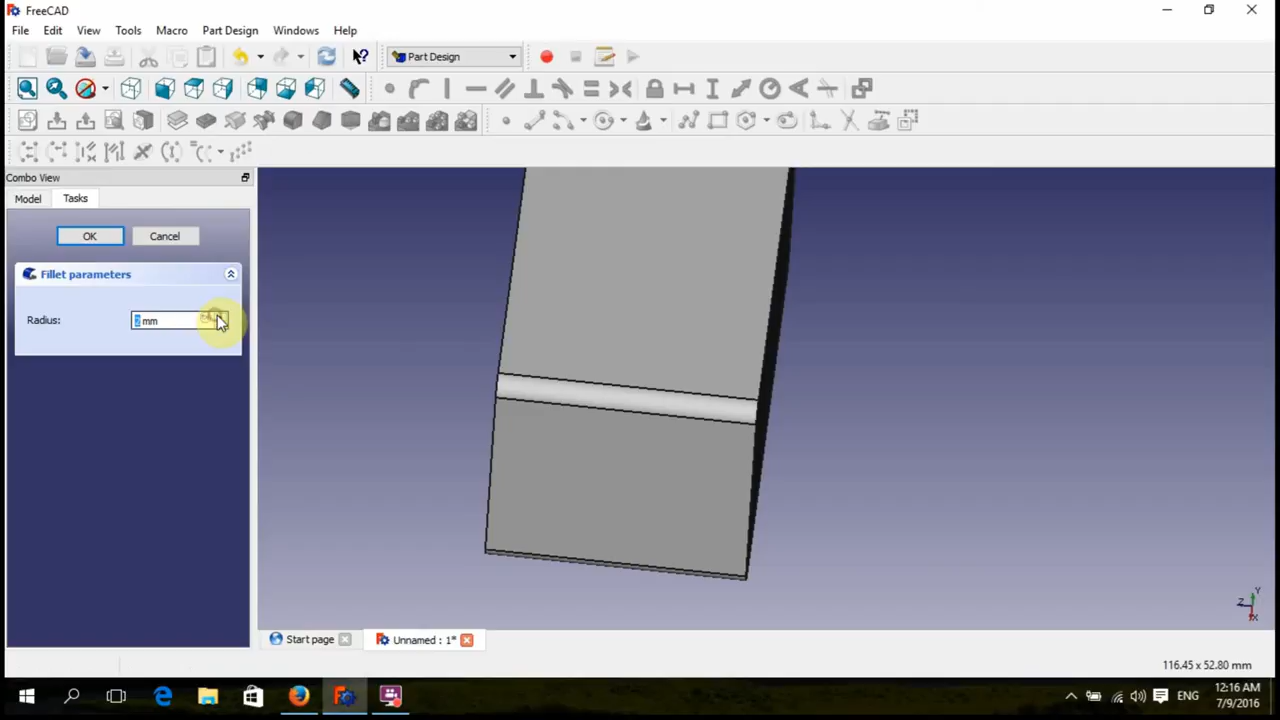 FreeCAD
File Edit View Tools Macro Part Design Windows Help
Part Design
Combo View
Model Tasks
OK Cancel
Fillet parameters
Radius: 2 mm
Start page Unnamed : 1*
116.45 x 52.80 mm
ENG 12:16 AM
7/9/2016